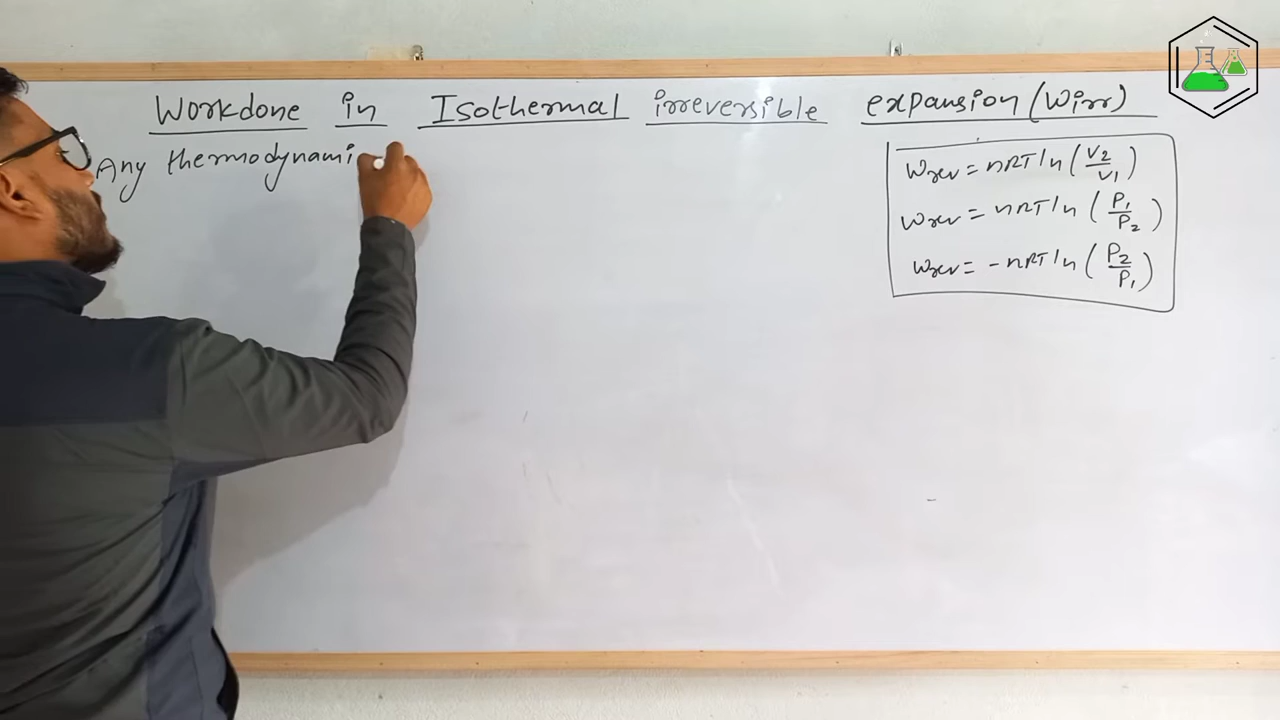 Workdone in Isothermal irreversible expansion (Wirr)
Any thermodynami
Wrev = nRT ln (V2/V1)
Wrev = nRT ln (P1/P2)
Wrev = -nRT ln (P2/P1)